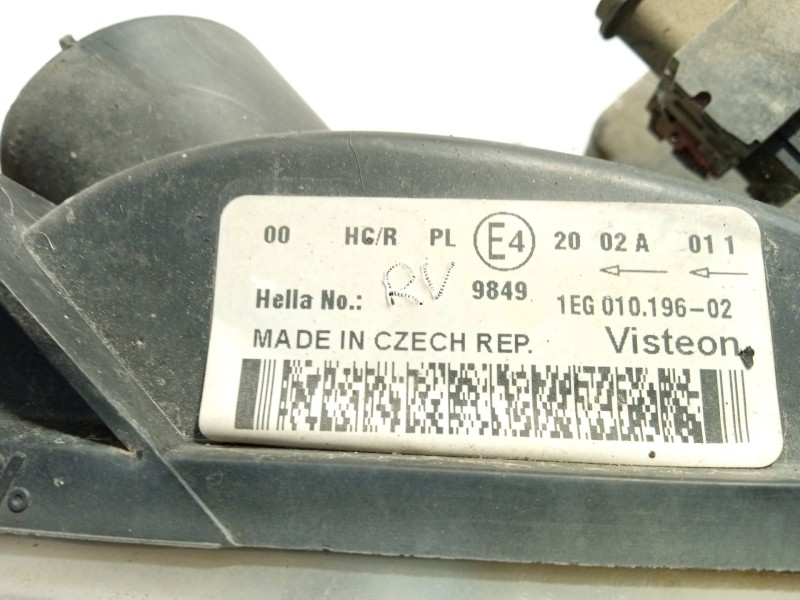 00 HC/R PL E4 20 02 A 01 1
Hella No.: RV 9849 1EG 010.196-02
MADE IN CZECH REP. Visteon